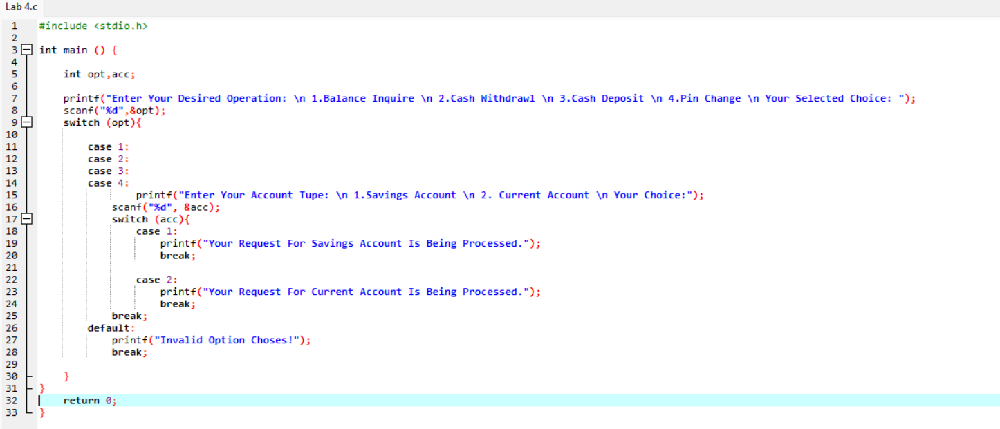 Lab 4.c
1 #include <stdio.h>
2
3 int main () {
4
5 int opt,acc;
6
7 printf("Enter Your Desired Operation: \n 1.Balance Inquire \n 2.Cash Withdrawl \n 3.Cash Deposit \n 4.Pin Change \n Your Selected Choice: ");
8 scanf("%d",&opt);
9 switch (opt){
10
11 case 1:
12 case 2:
13 case 3:
14 case 4:
15 printf("Enter Your Account Tupe: \n 1.Savings Account \n 2. Current Account \n Your Choice:");
16 scanf("%d", &acc);
17 switch (acc){
18 case 1:
19 printf("Your Request For Savings Account Is Being Processed.");
20 break;
21
22 case 2:
23 printf("Your Request For Current Account Is Being Processed.");
24 break;
25 break;
26 default:
27 printf("Invalid Option Choses!");
28 break;
29
30 }
31 }
32 return 0;
33 }